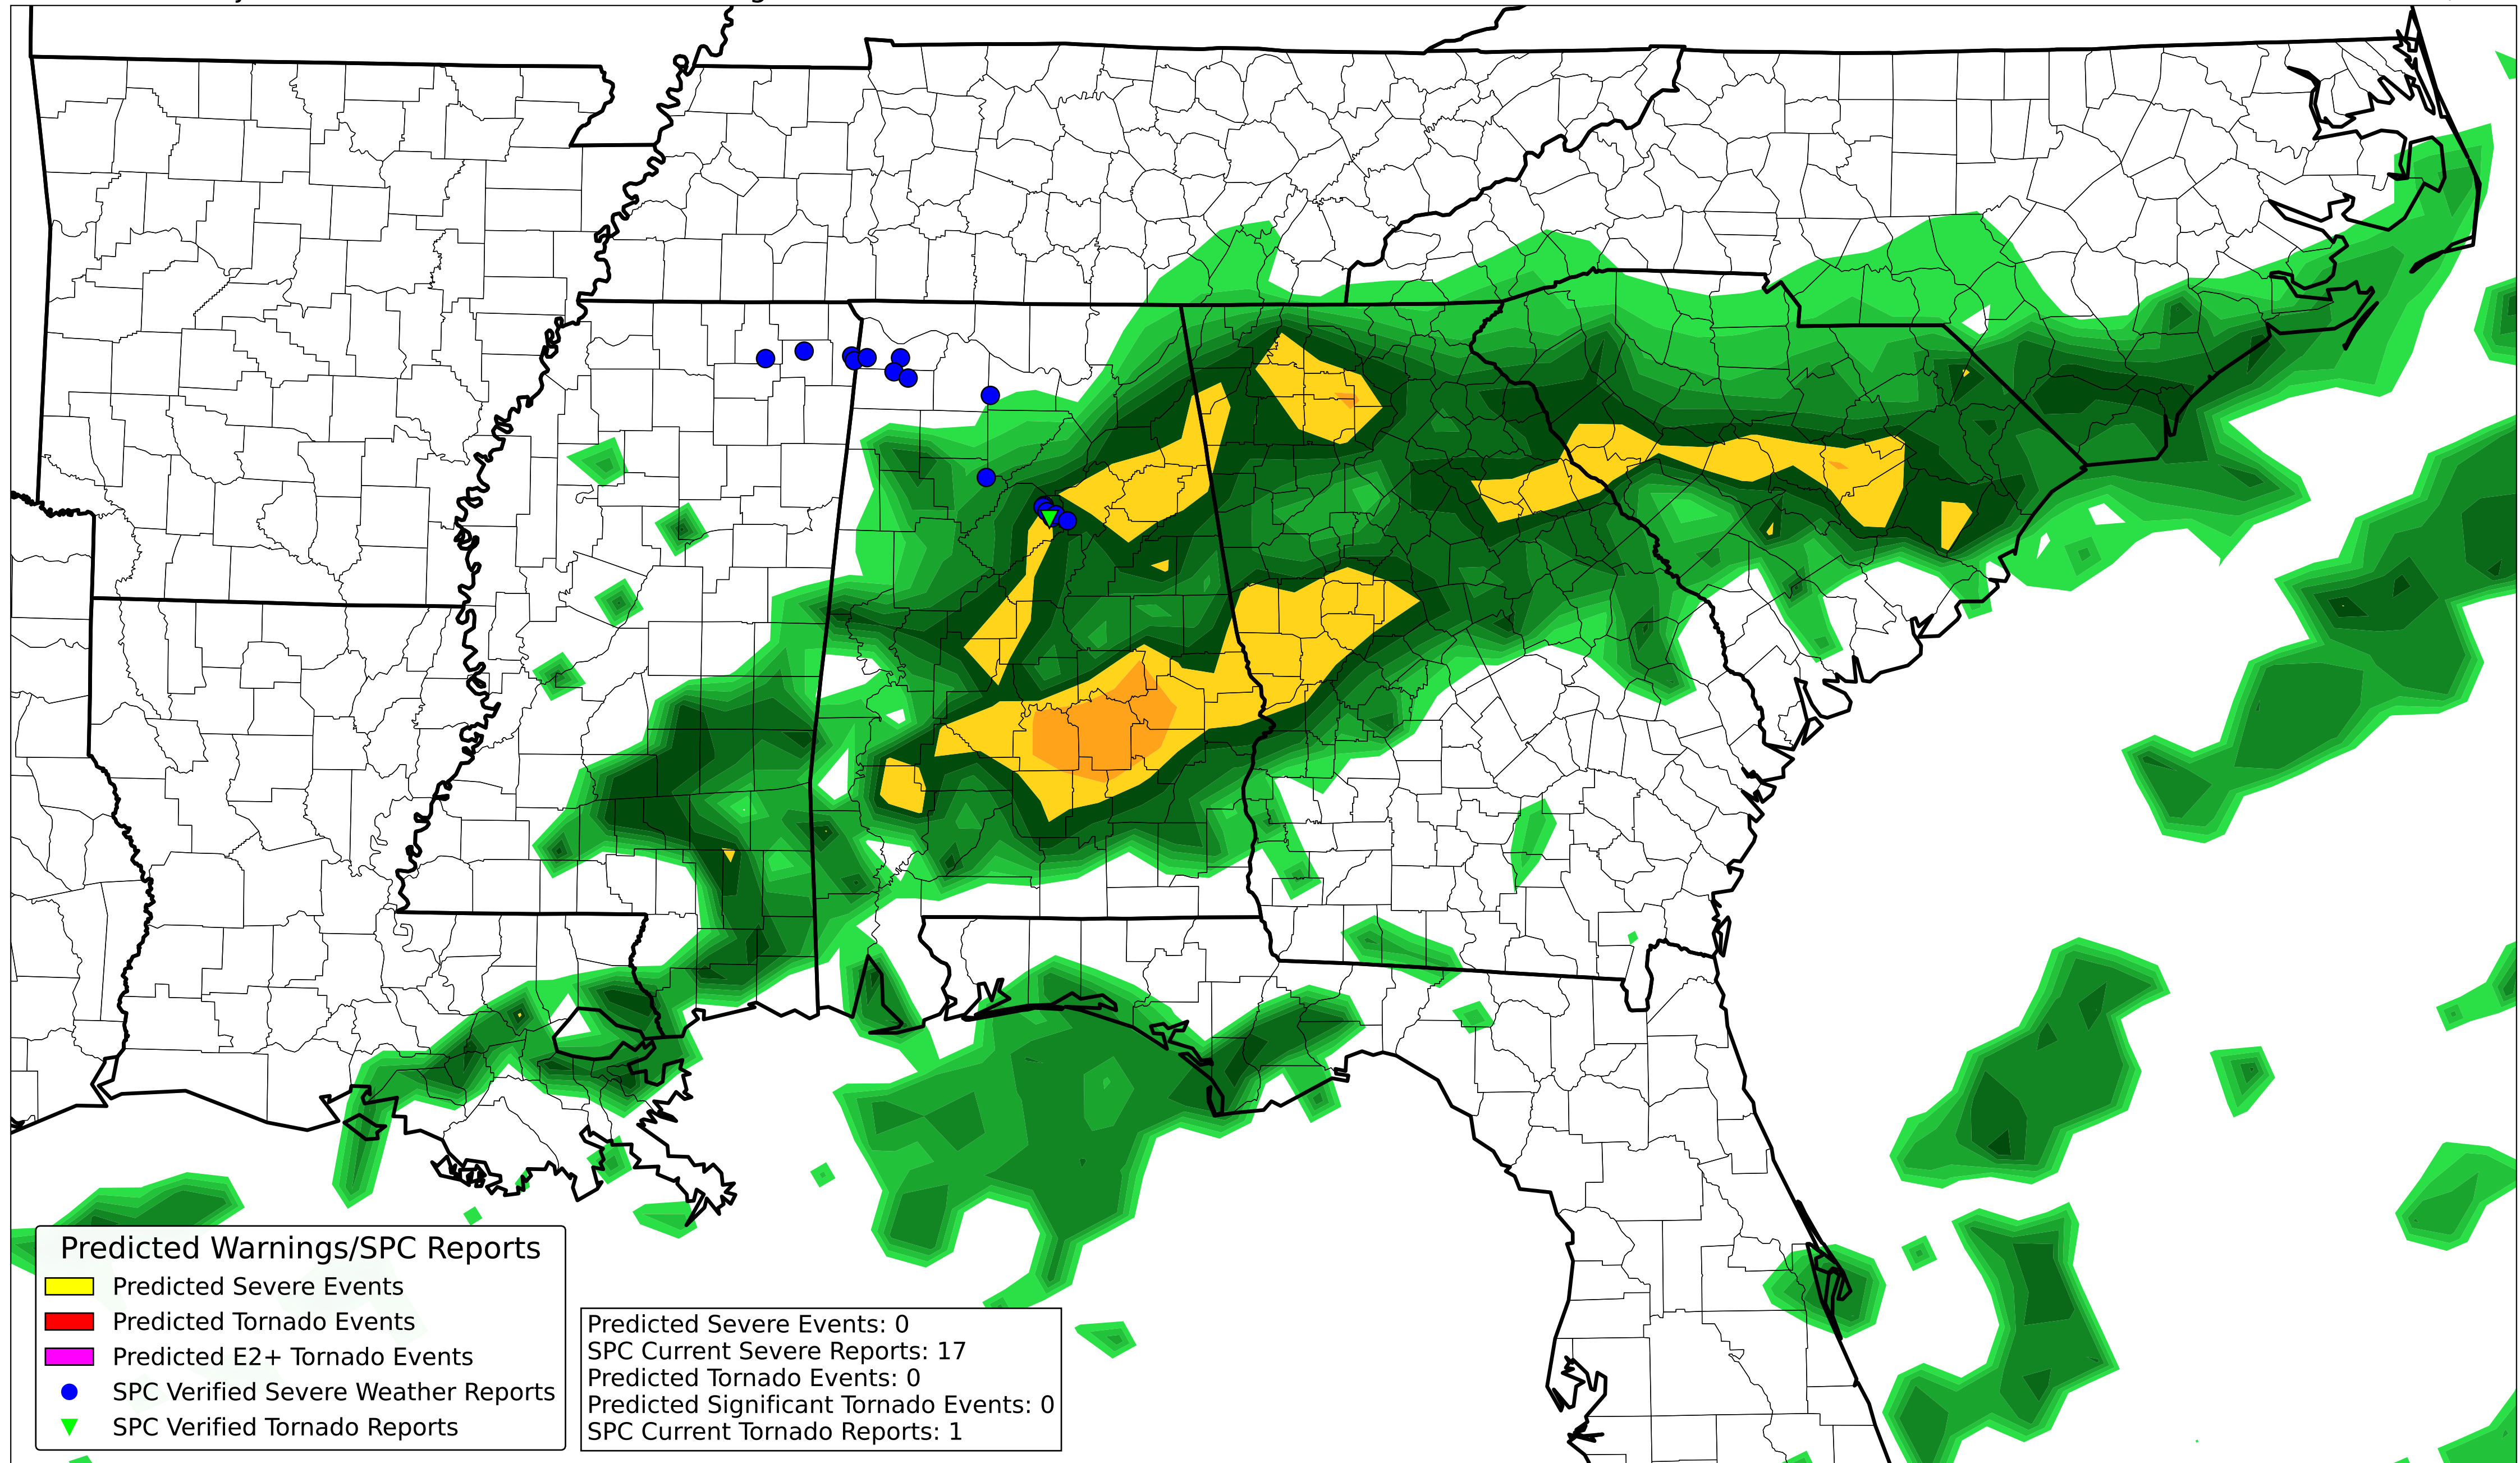 Predicted Warnings/SPC Reports
Predicted Severe Events
Predicted Tornado Events
Predicted E2+ Tornado Events
SPC Verified Severe Weather Reports
SPC Verified Tornado Reports
Predicted Severe Events: 0
SPC Current Severe Reports: 17
Predicted Tornado Events: 0
Predicted Significant Tornado Events: 0
SPC Current Tornado Reports: 1